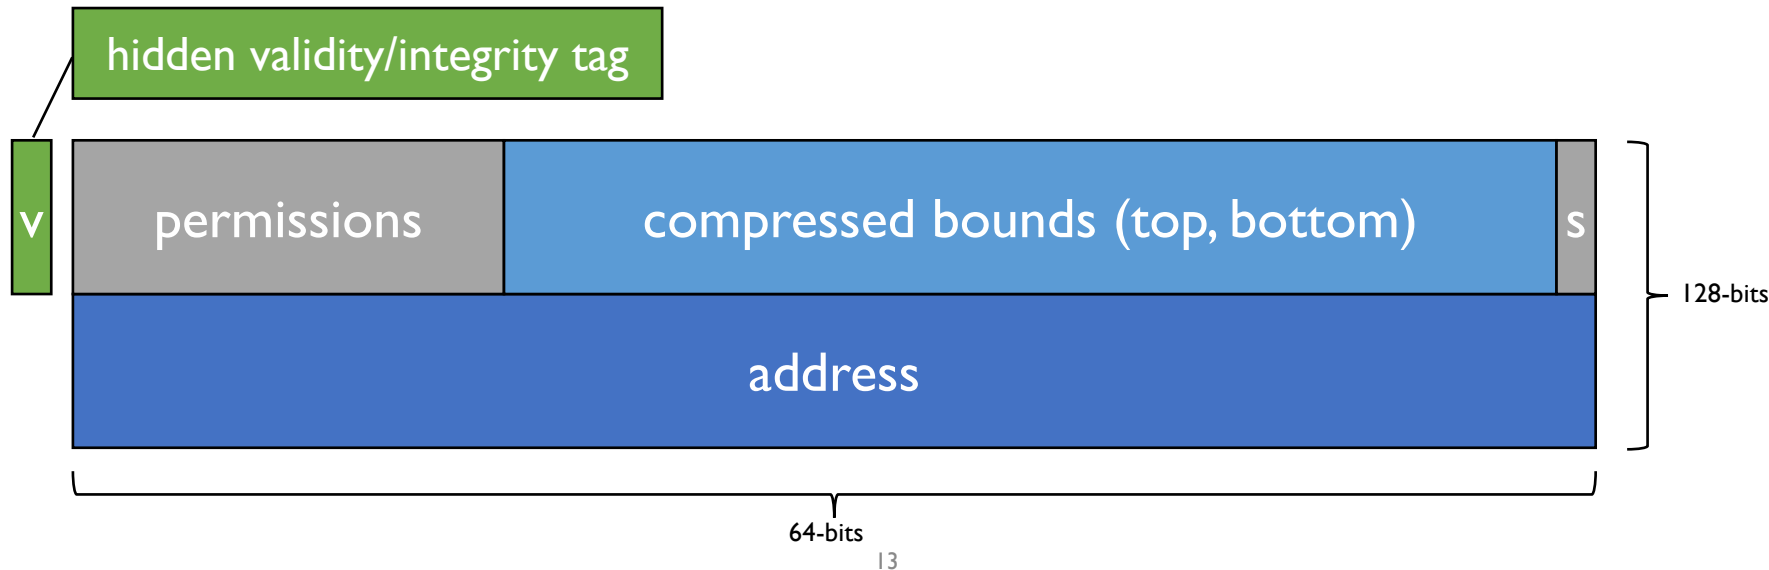 hidden validity/integrity tag
v
permissions
compressed bounds (top, bottom)
s
128-bits
address
64-bits
13